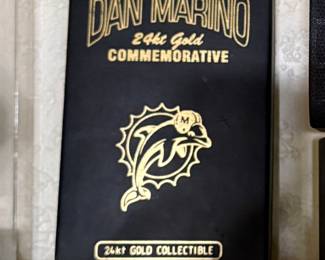 DAN MARINO
24kt Gold
COMMEMORATIVE
M
24kt GOLD COLLECTIBLE